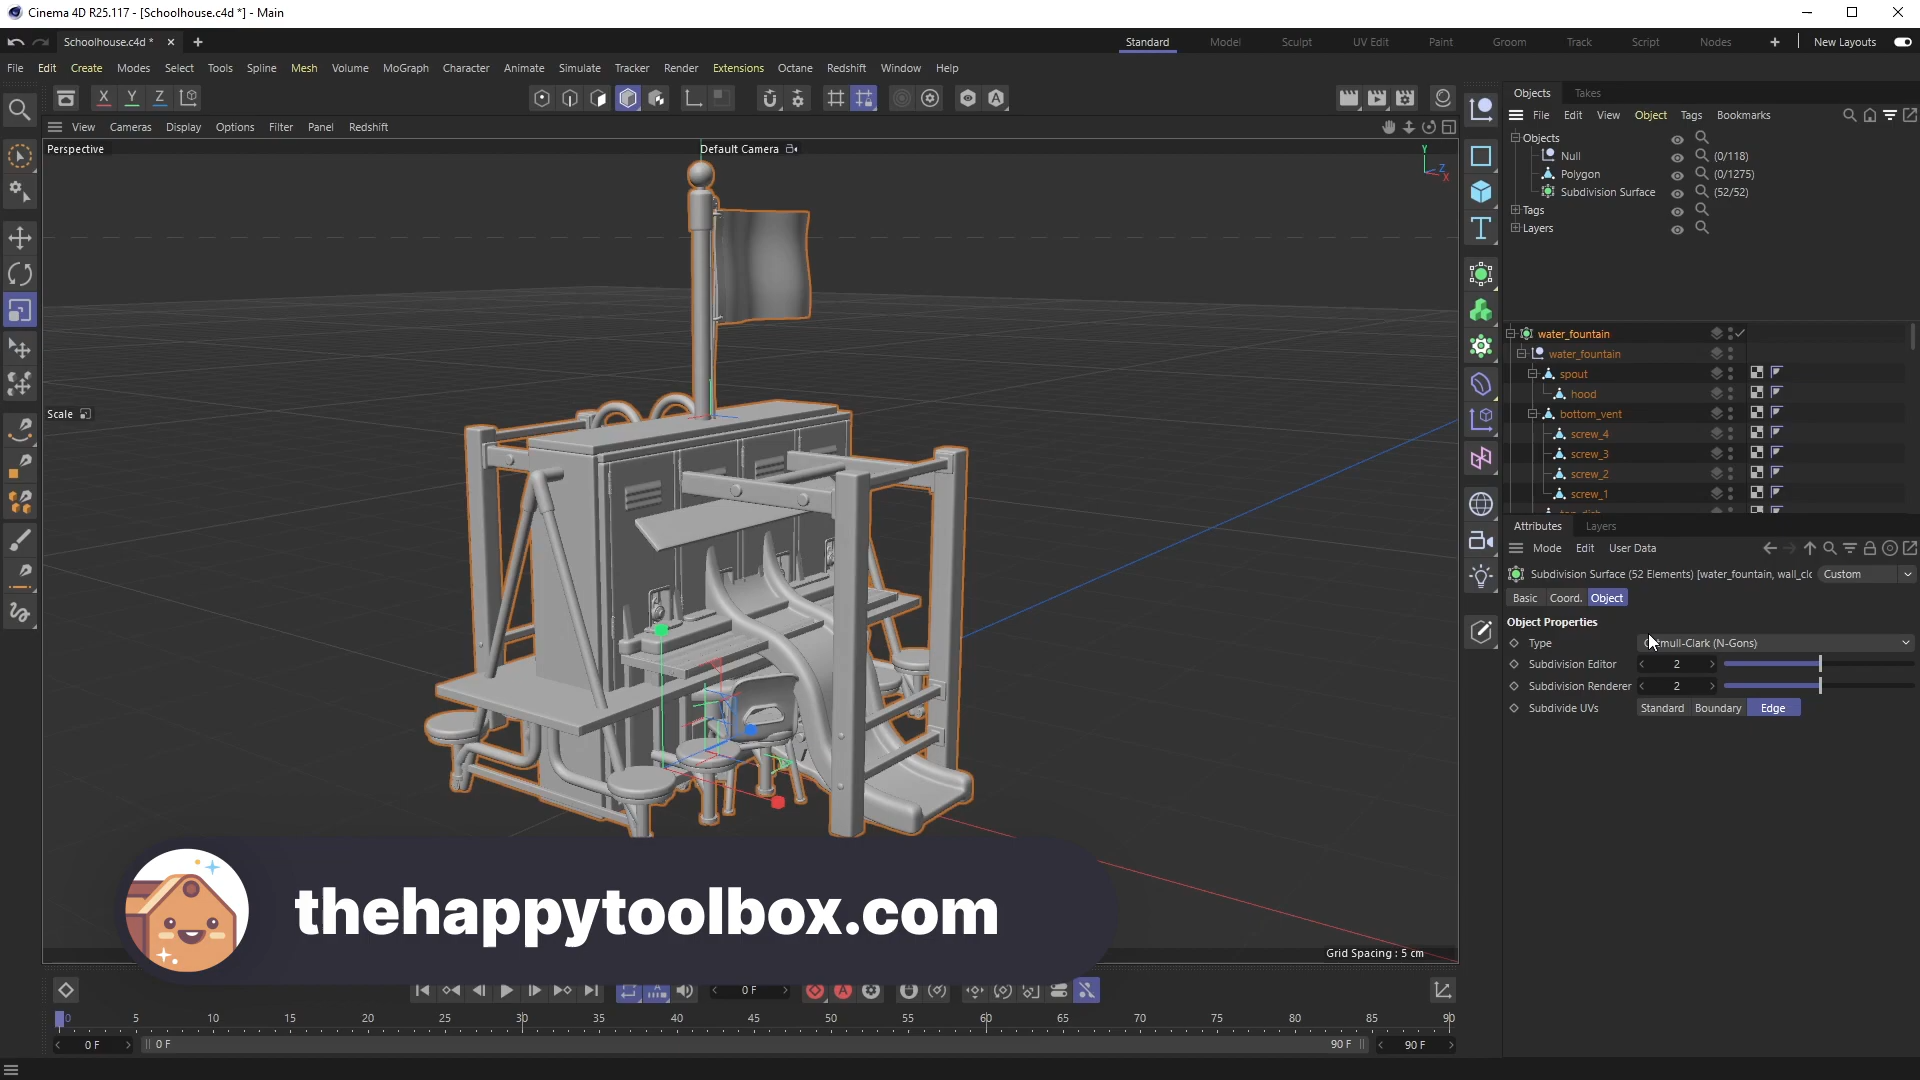 Cinema 4D R25.117 - [Schoolhouse.c4d *] - Main
Schoolhouse.c4d *
Standard Model Sculpt UV Edit Paint Groom Track Script Nodes New Layouts
File Edit Create Modes Select Tools Spline Mesh Volume MoGraph Character Animate Simulate Tracker Render Extensions Octane Redshift Window Help
X Y Z
Objects Takes
File Edit View Object Tags Bookmarks
View Cameras Display Options Filter Panel Redshift
Perspective
Default Camera
Y
Z
X
Objects
Null (0/118)
Polygon (0/1275)
Subdivision Surface (52/52)
Tags
Layers
water_fountain
water_fountain
spout
hood
bottom_vent
screw_4
screw_3
screw_2
screw_1
Scale
Attributes Layers
Mode Edit User Data
Subdivision Surface (52 Elements) [water_fountain, wall_clc Custom
Basic Coord. Object
Object Properties
Type mull-Clark (N-Gons)
Subdivision Editor 2
Subdivision Renderer 2
Subdivide UVs Standard Boundary Edge
thehappytoolbox.com
Grid Spacing : 5 cm
0 F
0 5 10 15 20 25 30 35 40 45 50 55 60 65 70 75 80 85 90
0 F 0 F 90 F 90 F